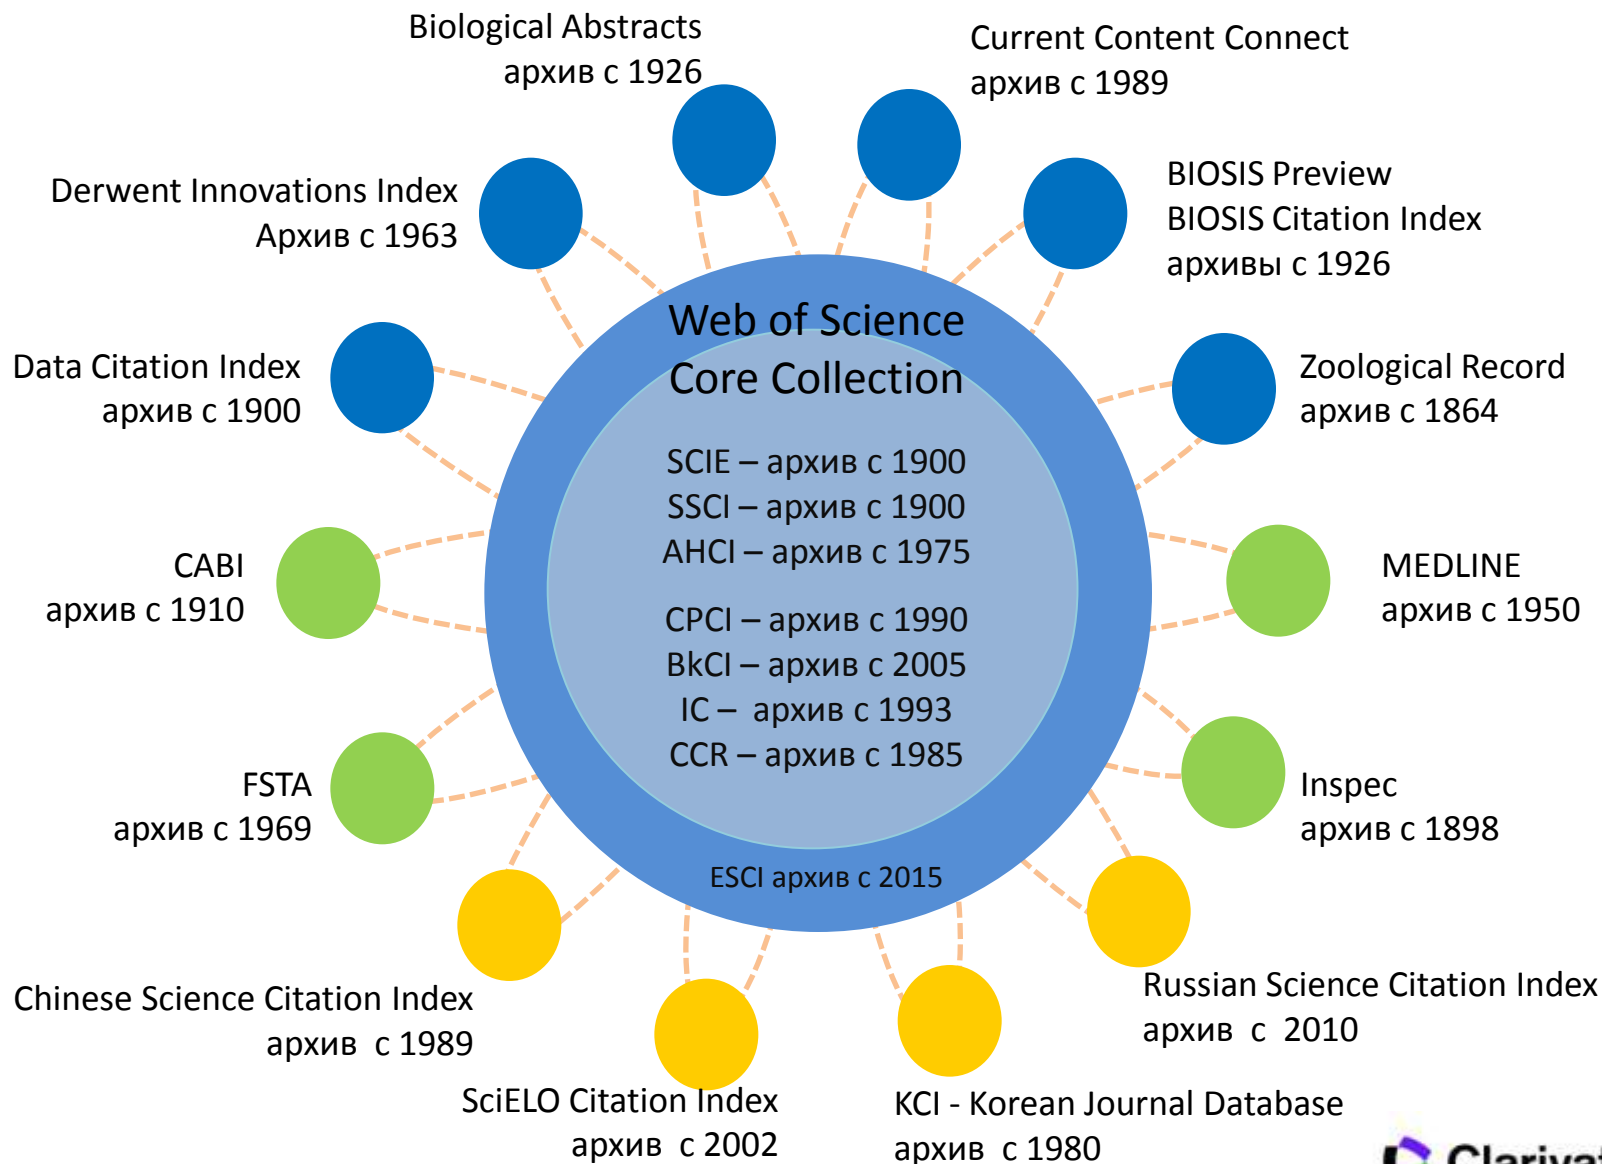 Biological Abstracts
архив с 1926
Current Content Connect
архив с 1989
Derwent Innovations Index
Архив с 1963
BIOSIS Preview
BIOSIS Citation Index
архивы с 1926
Data Citation Index
архив с 1900
Zoological Record
архив с 1864
Web of Science
Core Collection
SCIE – архив с 1900
SSCI – архив с 1900
AHCI – архив с 1975
CPCI – архив с 1990
BkCI – архив с 2005
IC – архив с 1993
CCR – архив с 1985
ESCI архив с 2015
CABI
архив с 1910
MEDLINE
архив с 1950
FSTA
архив с 1969
Inspec
архив с 1898
Chinese Science Citation Index
архив с 1989
Russian Science Citation Index
архив с 2010
SciELO Citation Index
архив с 2002
KCI - Korean Journal Database
архив с 1980